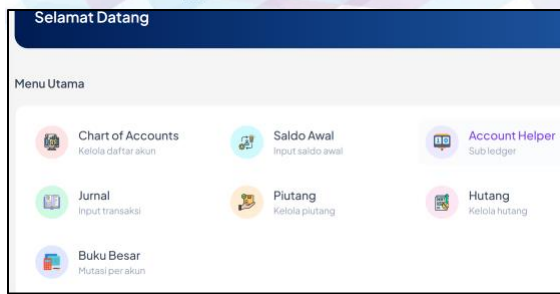 Selamat Datang
Menu Utama
Chart of Accounts
Kelola daftar akun
Saldo Awal
Input saldo awal
Account Helper
Sub ledger
Jurnal
Input transaksi
Piutang
Kelola piutang
Hutang
Kelola hutang
Buku Besar
Mutasi per akun